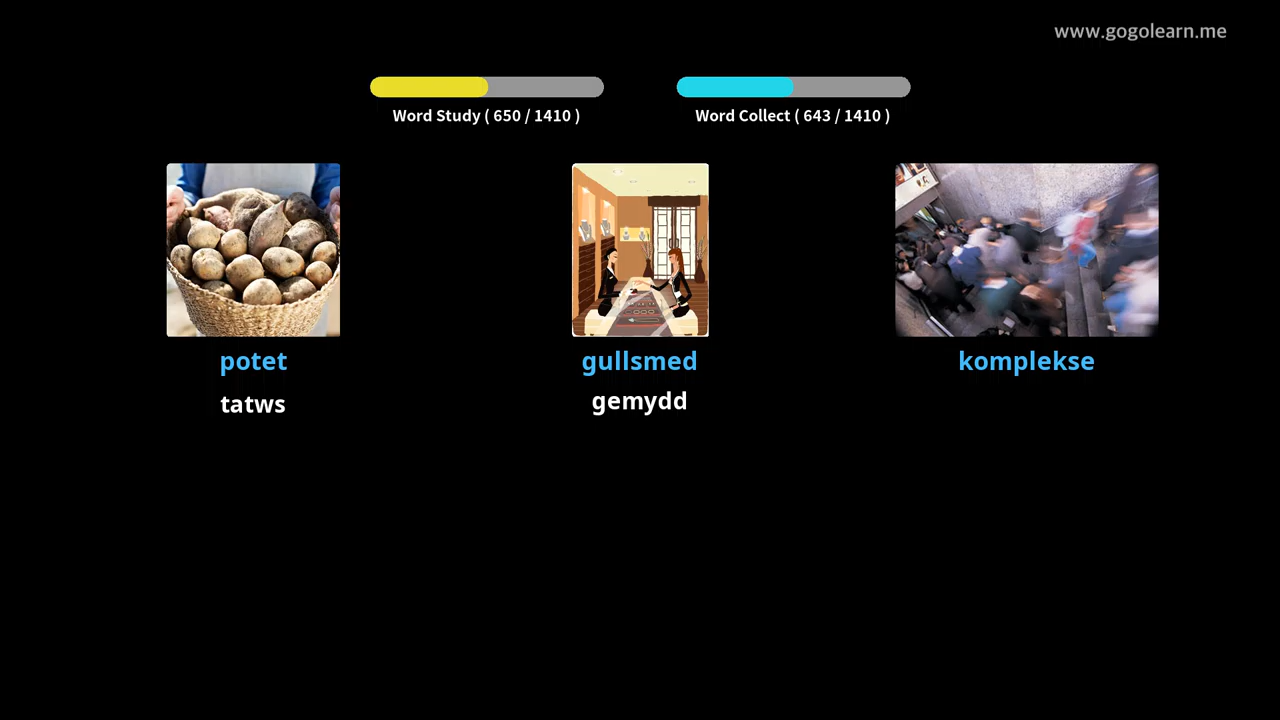 www.gogolearn.me
Word Study ( 650 / 1410 )
Word Collect ( 643 / 1410 )
potet
gullsmed
komplekse
tatws
gemydd